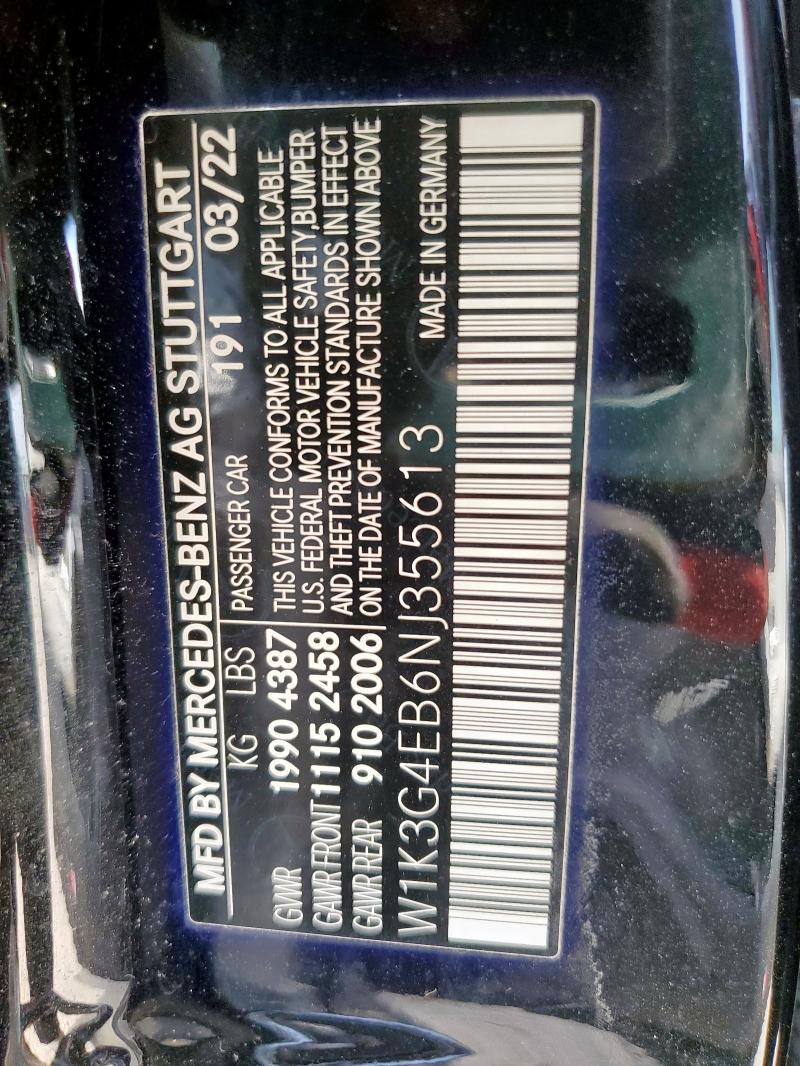 MFD BY MERCEDES-BENZ AG STUTTGART
KG LBS 191 03/22
PASSENGER CAR
GVWR 1990 4387
GAWR FRONT 1115 2458
GAWR REAR 910 2006
THIS VEHICLE CONFORMS TO ALL APPLICABLE
U.S. FEDERAL MOTOR VEHICLE SAFETY,BUMPER
AND THEFT PREVENTION STANDARDS IN EFFECT
ON THE DATE OF MANUFACTURE SHOWN ABOVE
W1K3G4EB6NJ355613 MADE IN GERMANY